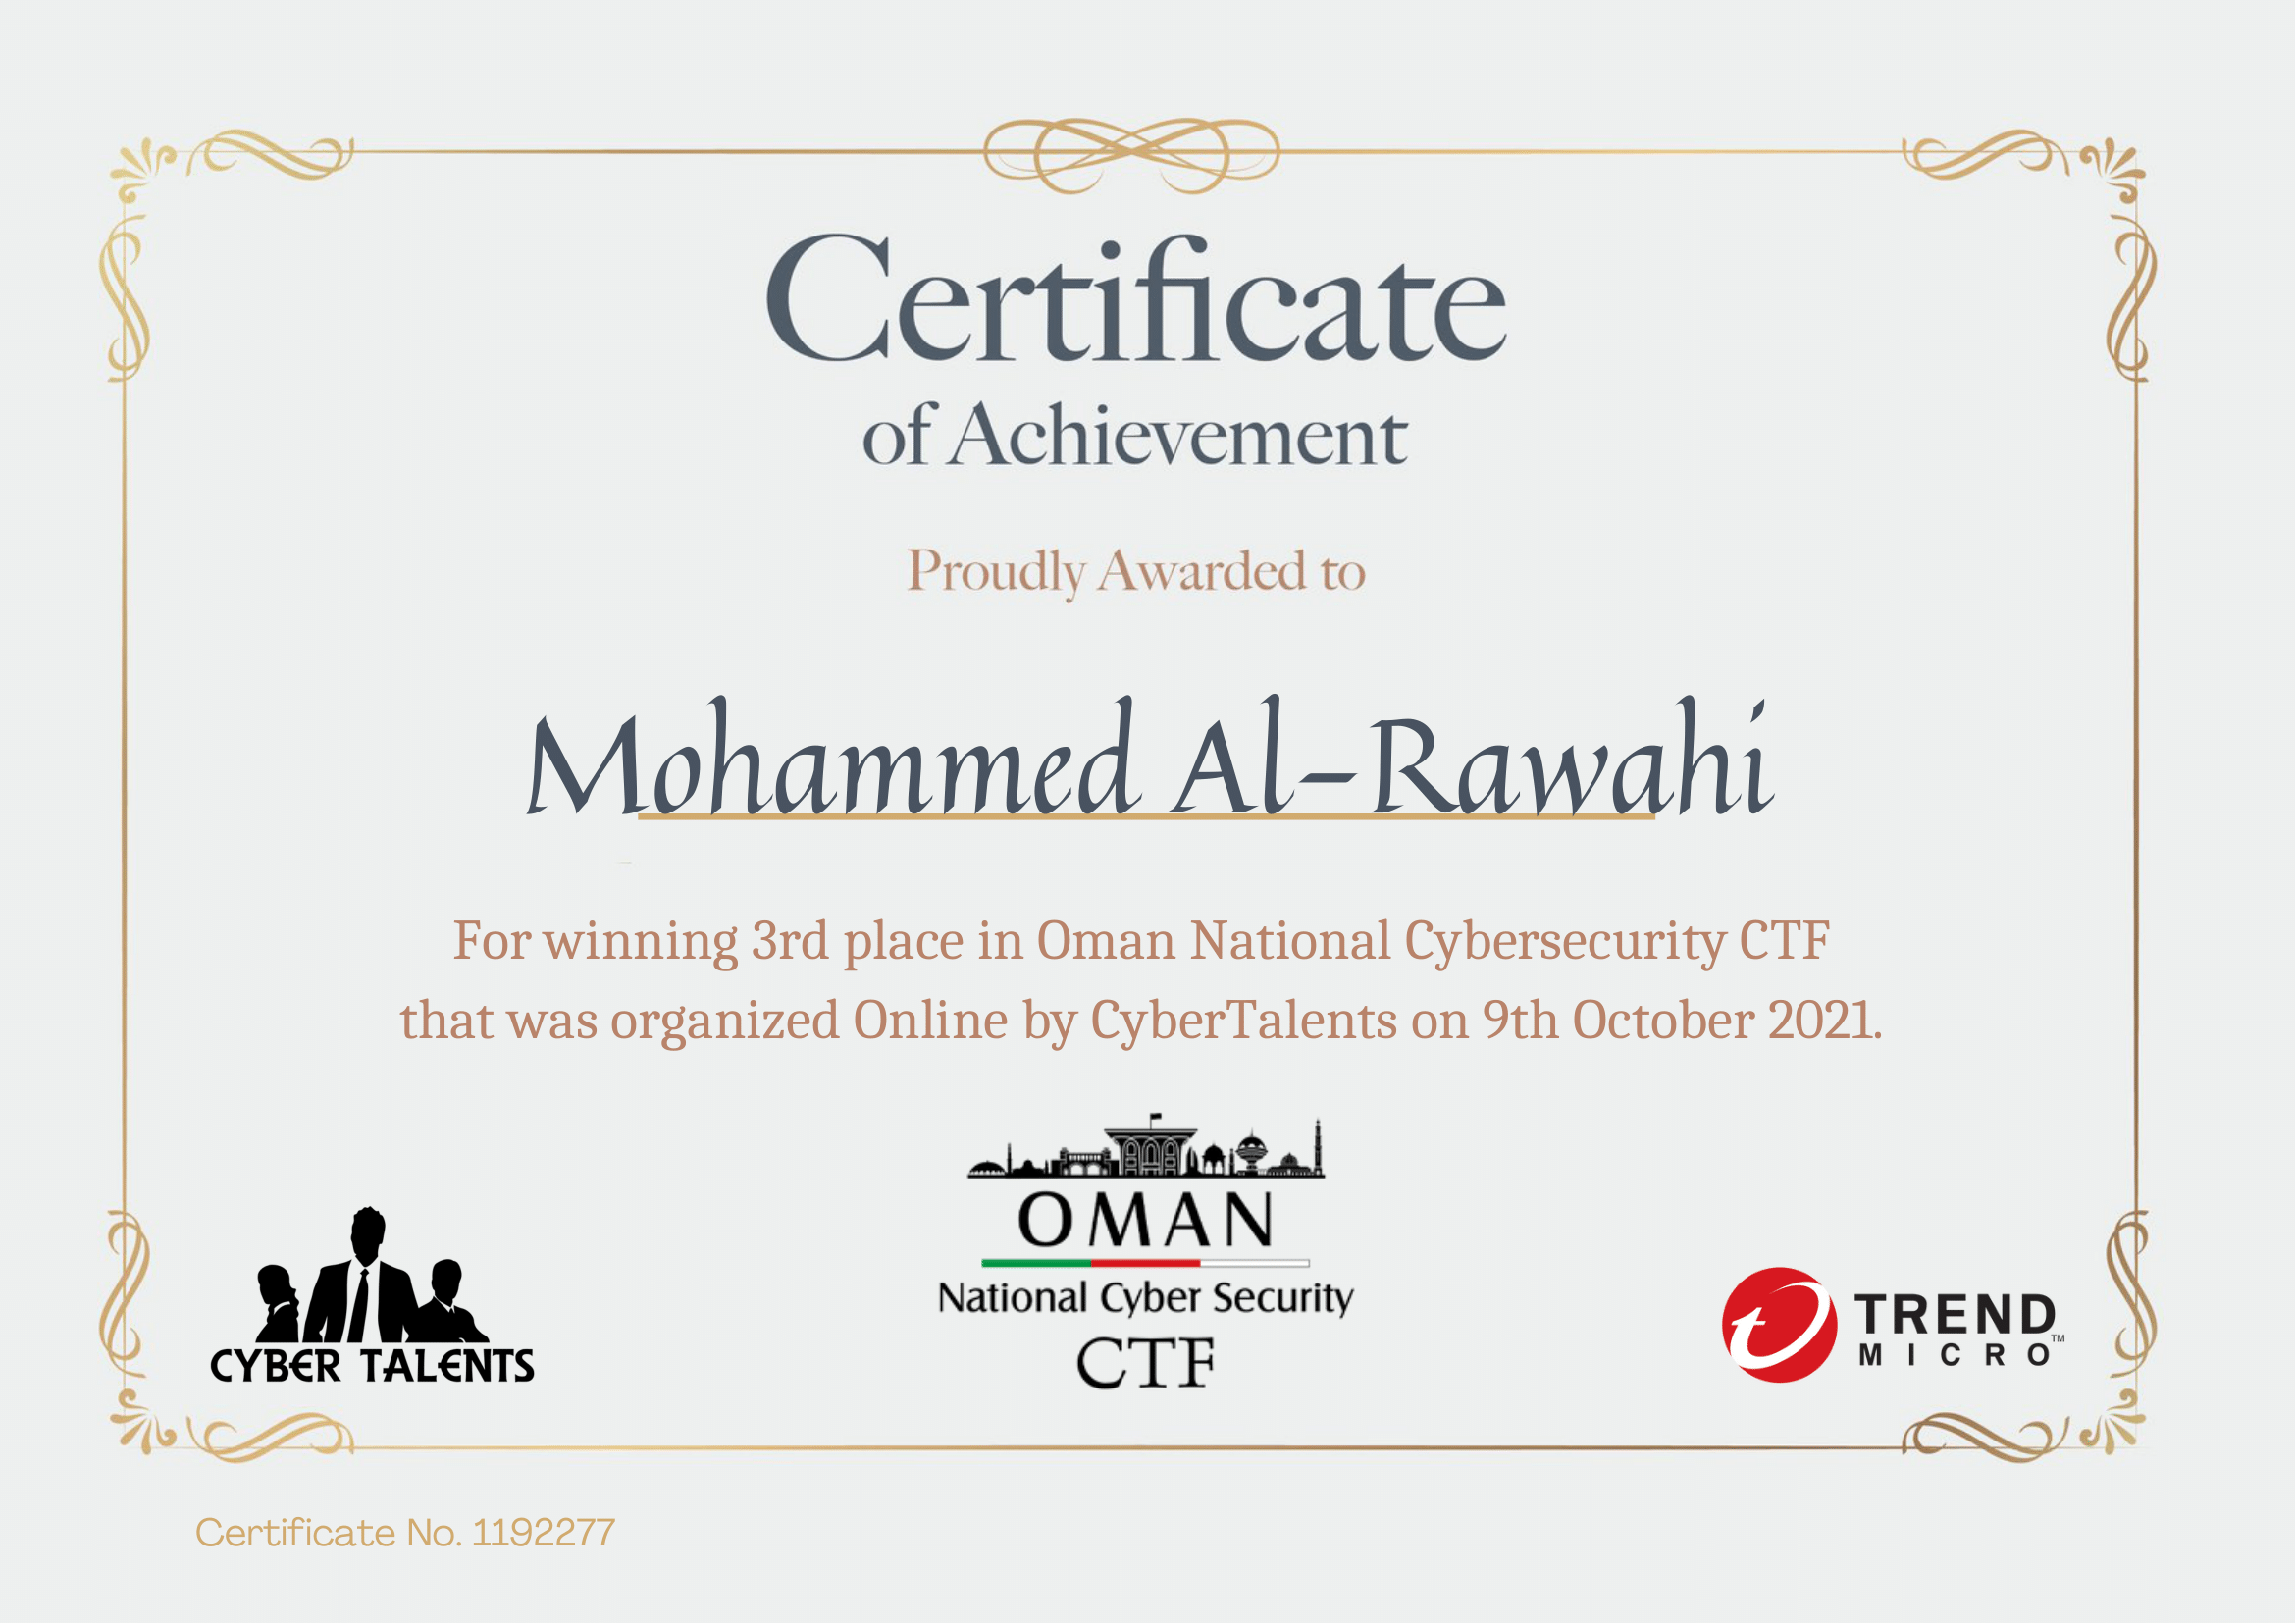 Certificate
of Achievement
Proudly Awarded to
Mohammed Al-Rawahi
For winning 3rd place in Oman National Cybersecurity CTF
that was organized Online by CyberTalents on 9th October 2021.
OMAN
National Cyber Security
CTF
CYBER TALENTS
TREND
MICRO™
Certificate No. 1192277